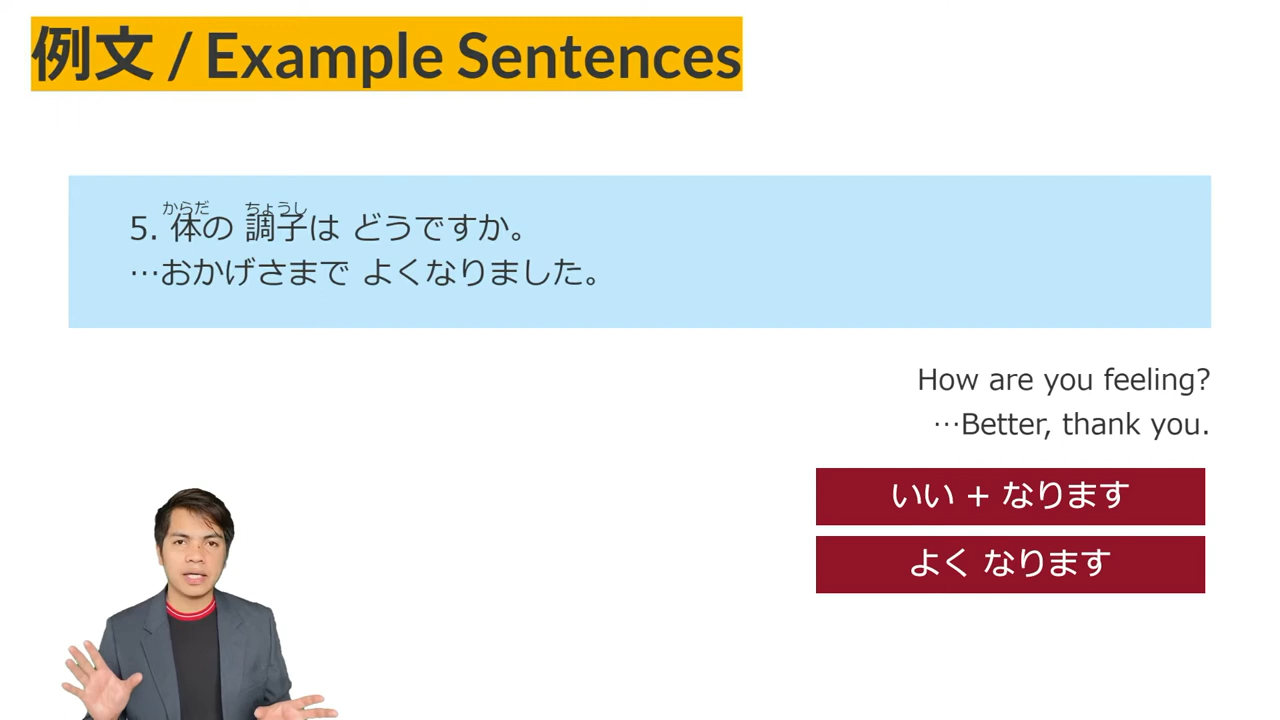 例文 / Example Sentences
からだ ちょうし
5. 体の 調子は どうですか。
…おかげさまで よくなりました。
How are you feeling?
…Better, thank you.
いい + なります
よく なります